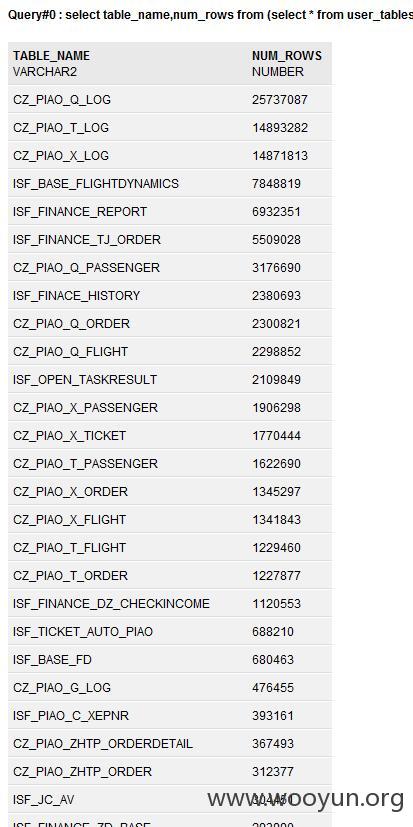 Query#0 : select table_name,num_rows from (select * from user_tables
TABLE_NAME NUM_ROWS
VARCHAR2 NUMBER
CZ_PIAO_Q_LOG 25737087
CZ_PIAO_T_LOG 14893282
CZ_PIAO_X_LOG 14871813
ISF_BASE_FLIGHTDYNAMICS 7848819
ISF_FINANCE_REPORT 6932351
ISF_FINANCE_TJ_ORDER 5509028
CZ_PIAO_Q_PASSENGER 3176690
ISF_FINACE_HISTORY 2380693
CZ_PIAO_Q_ORDER 2300821
CZ_PIAO_Q_FLIGHT 2298852
ISF_OPEN_TASKRESULT 2109849
CZ_PIAO_X_PASSENGER 1906298
CZ_PIAO_X_TICKET 1770444
CZ_PIAO_T_PASSENGER 1622690
CZ_PIAO_X_ORDER 1345297
CZ_PIAO_X_FLIGHT 1341843
CZ_PIAO_T_FLIGHT 1229460
CZ_PIAO_T_ORDER 1227877
ISF_FINANCE_DZ_CHECKINCOME 1120553
ISF_TICKET_AUTO_PIAO 688210
ISF_BASE_FD 680463
CZ_PIAO_G_LOG 476455
ISF_PIAO_C_XEPNR 393161
CZ_PIAO_ZHTP_ORDERDETAIL 367493
CZ_PIAO_ZHTP_ORDER 312377
ISF_JC_AV
www.wooyun.org